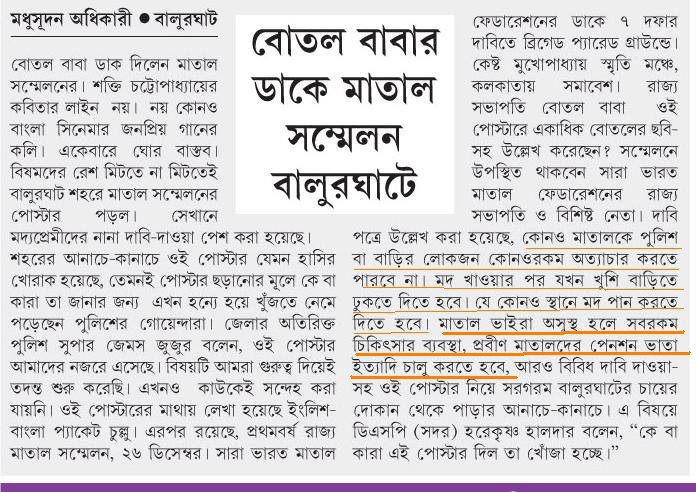 মধুসূদন অধিকারী ● বালুরঘাট
বোতল বাবার
ডাকে মাতাল
সম্মেলন
বালুরঘাটে
বোতল বাবা ডাক দিলেন মাতাল
সম্মেলনের। শক্তি চট্টোপাধ্যায়ের
কবিতার লাইন নয়। নয় কোনও
বাংলা সিনেমার জনপ্রিয় গানের
কলি। একেবারে ঘোর বাস্তব।
বিষমদের রেশ মিটতে না মিটতেই
বালুরঘাট শহরে মাতাল সম্মেলনের
পোস্টার পড়ল। সেখানে
মদ্যপ্রেমীদের নানা দাবি-দাওয়া পেশ করা হয়েছে।
শহরের আনাচে-কানাচে ওই পোস্টার যেমন হাসির
খোরাক হয়েছে, তেমনই পোস্টার ছড়ানোর মূলে কে বা
কারা তা জানার জন্য এখন হন্যে হয়ে খুঁজতে নেমে
পড়েছেন পুলিশের গোয়েন্দারা। জেলার অতিরিক্ত
পুলিশ সুপার জেমস জুজুর বলেন, ওই পোস্টার
আমাদের নজরে এসেছে। বিষয়টি আমরা গুরুত্ব দিয়েই
তদন্ত শুরু করেছি। এখনও কাউকেই সন্দেহ করা
যায়নি। ওই পোস্টারের মাথায় লেখা হয়েছে ইংলিশ-
বাংলা প্যাকেট চুল্লু। এরপর রয়েছে, প্রথমবর্ষ রাজ্য
মাতাল সম্মেলন, ২৬ ডিসেম্বর। সারা ভারত মাতাল
ফেডারেশনের ডাকে ৭ দফার
দাবিতে ব্রিগেড প্যারেড গ্রাউন্ডে।
কেষ্ট মুখোপাধ্যায় স্মৃতি মঞ্চে,
কলকাতায় সমাবেশ। রাজ্য
সভাপতি বোতল বাবা ওই
পোস্টারে একাধিক বোতলের ছবি-
সহ উল্লেখ করেছেন? সম্মেলনে
উপস্থিত থাকবেন সারা ভারত
মাতাল ফেডারেশনের রাজ্য
সভাপতি ও বিশিষ্ট নেতা। দাবি
পত্রে উল্লেখ করা হয়েছে, কোনও মাতালকে পুলিশ
বা বাড়ির লোকজন কোনওরকম অত্যাচার করতে
পারবে না। মদ খাওয়ার পর যখন খুশি বাড়িতে
ঢুকতে দিতে হবে। যে কোনও স্থানে মদ পান করতে
দিতে হবে। মাতাল ভাইরা অসুস্থ হলে সবরকম
চিকিৎসার ব্যবস্থা, প্রবীণ মাতালদের পেনশন ভাতা
ইত্যাদি চালু করতে হবে, আরও বিবিধ দাবি দাওয়া-
সহ ওই পোস্টার নিয়ে সরগরম বালুরঘাটের চায়ের
দোকান থেকে পাড়ার আনাচে-কানাচে। এ বিষয়ে
ডিএসপি (সদর) হরেকৃষ্ণ হালদার বলেন, “কে বা
কারা এই পোস্টার দিল তা খোঁজা হচ্ছে।”